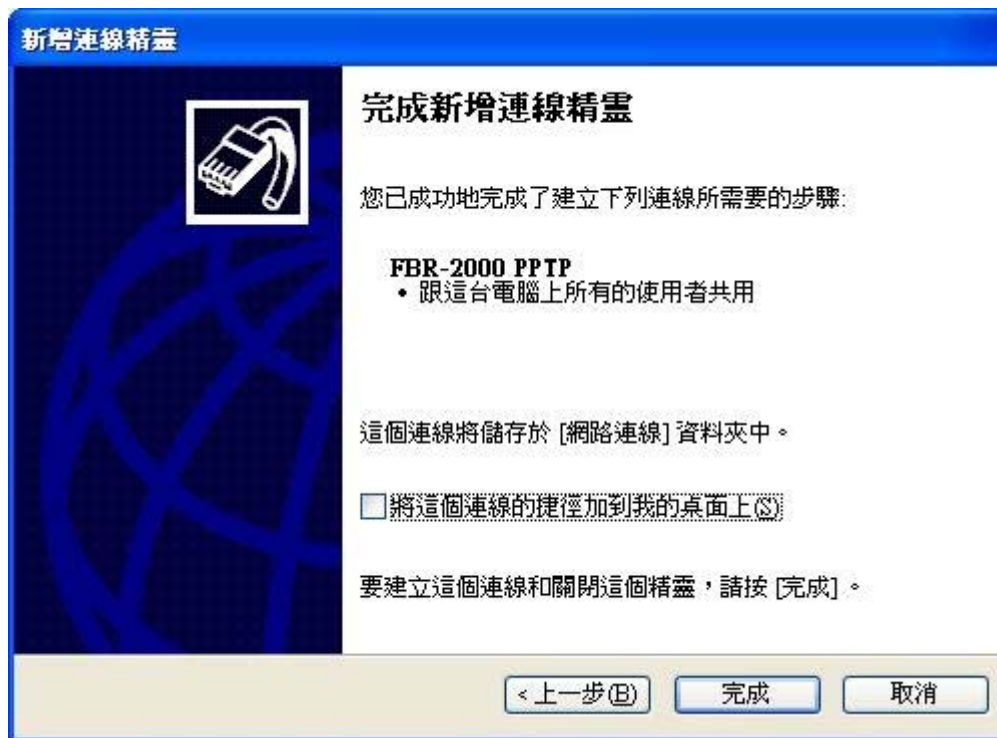 新增連線精靈
完成新增連線精靈
您已成功地完成了建立下列連線所需要的步驟:
FBR-2000 PPTP
• 跟這台電腦上所有的使用者共用
這個連線將儲存於 [網路連線] 資料夾中。
將這個連線的捷徑加到我的桌面上(S)
要建立這個連線和關閉這個精靈，請按 [完成] 。
< 上一步(B)
完成
取消